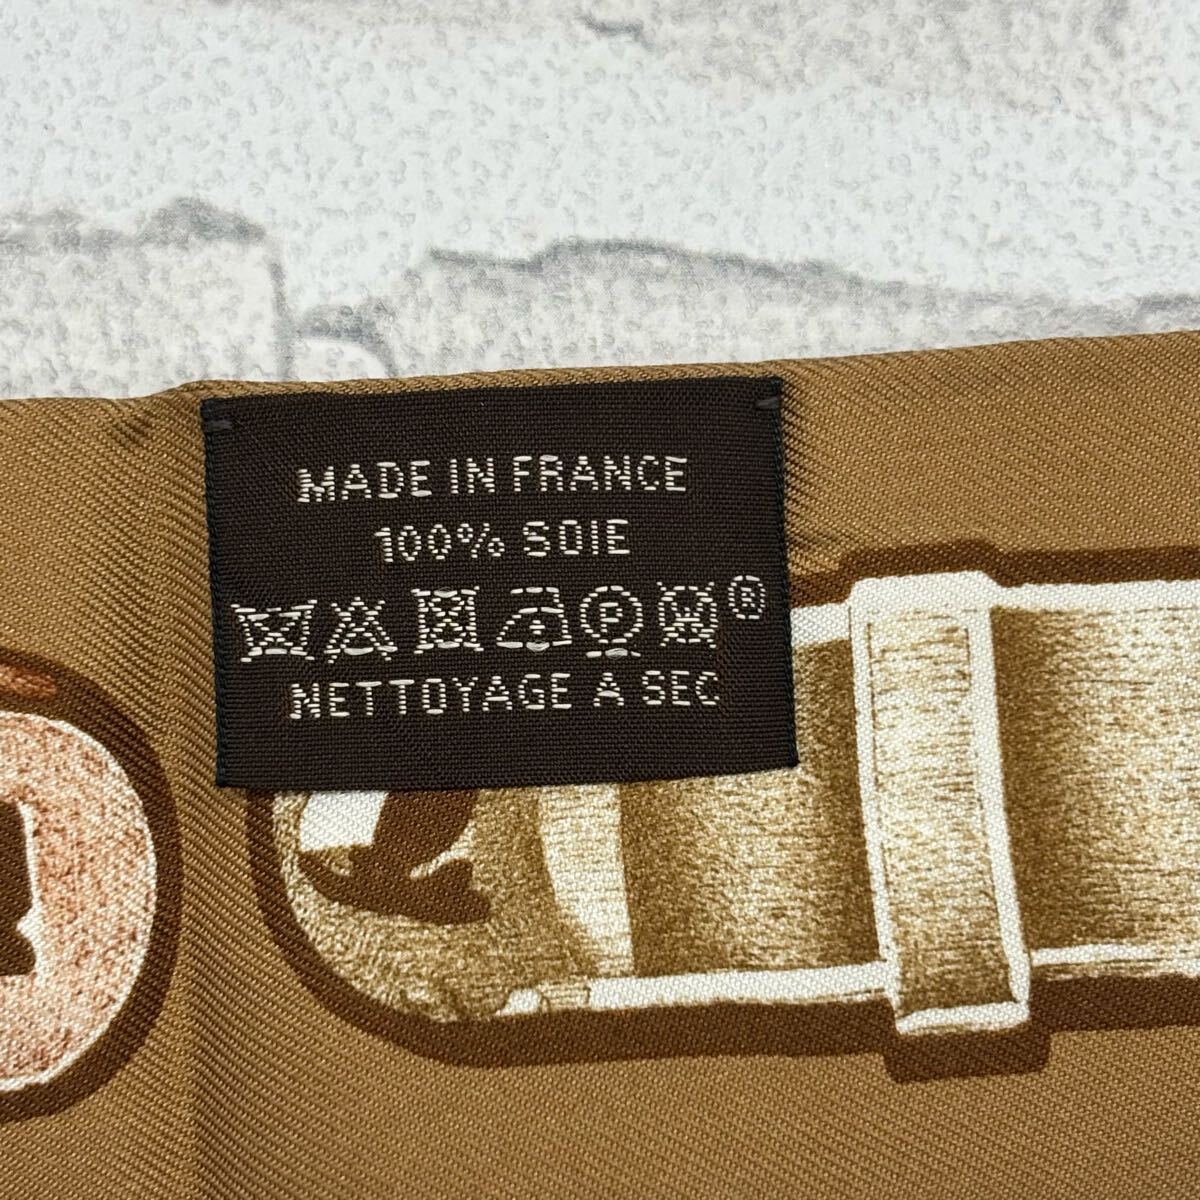 MADE IN FRANCE
100% SOIE
F W ®
NETTOYAGE A SEC